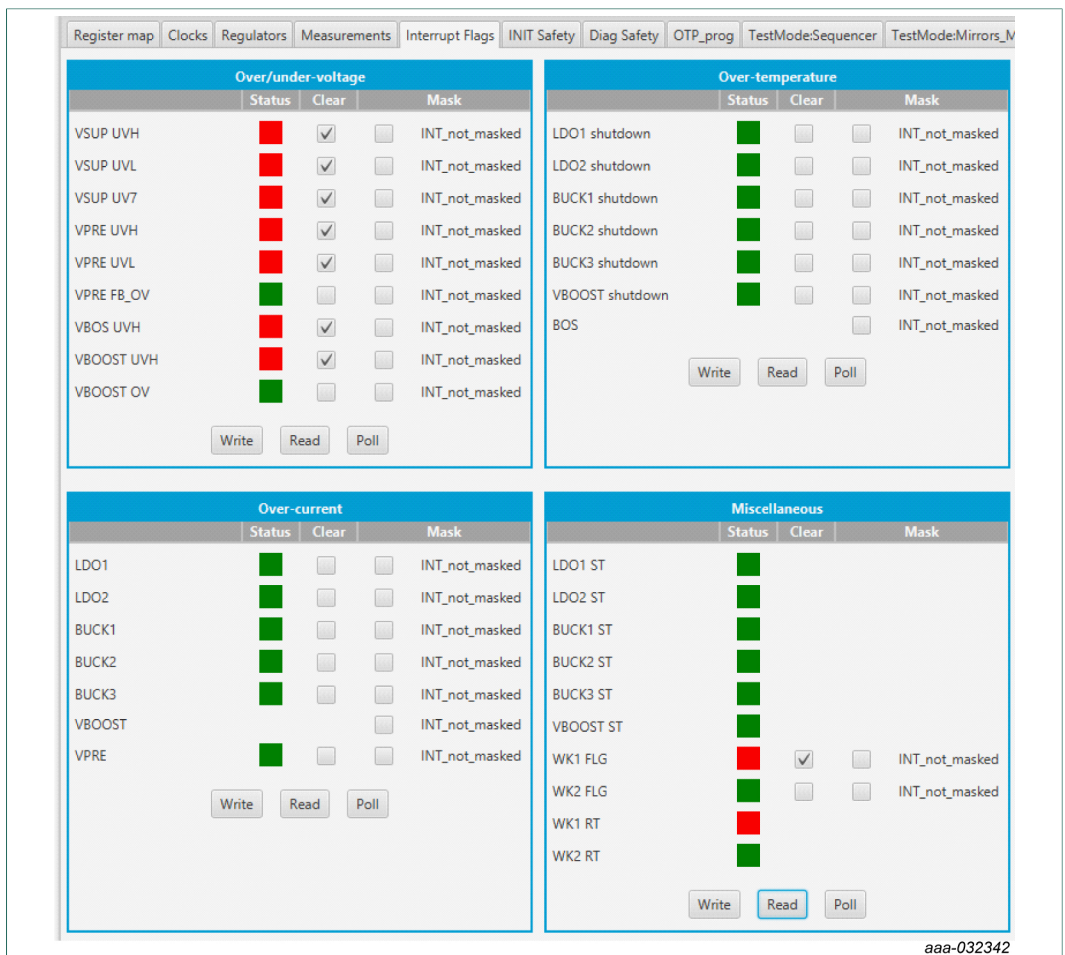 Register map Clocks Regulators Measurements Interrupt Flags INIT Safety Diag Safety OTP_prog TestMode:Sequencer TestMode:Mirrors_M
Over/under-voltage
Status Clear Mask
VSUP UVH INT_not_masked
VSUP UVL INT_not_masked
VSUP UV7 INT_not_masked
VPRE UVH INT_not_masked
VPRE UVL INT_not_masked
VPRE FB_OV INT_not_masked
VBOS UVH INT_not_masked
VBOOST UVH INT_not_masked
VBOOST OV INT_not_masked
Write Read Poll
Over-temperature
Status Clear Mask
LDO1 shutdown INT_not_masked
LDO2 shutdown INT_not_masked
BUCK1 shutdown INT_not_masked
BUCK2 shutdown INT_not_masked
BUCK3 shutdown INT_not_masked
VBOOST shutdown INT_not_masked
BOS INT_not_masked
Write Read Poll
Over-current
Status Clear Mask
LDO1 INT_not_masked
LDO2 INT_not_masked
BUCK1 INT_not_masked
BUCK2 INT_not_masked
BUCK3 INT_not_masked
VBOOST INT_not_masked
VPRE INT_not_masked
Write Read Poll
Miscellaneous
Status Clear Mask
LDO1 ST
LDO2 ST
BUCK1 ST
BUCK2 ST
BUCK3 ST
VBOOST ST
WK1 FLG INT_not_masked
WK2 FLG INT_not_masked
WK1 RT
WK2 RT
Write Read Poll
aaa-032342